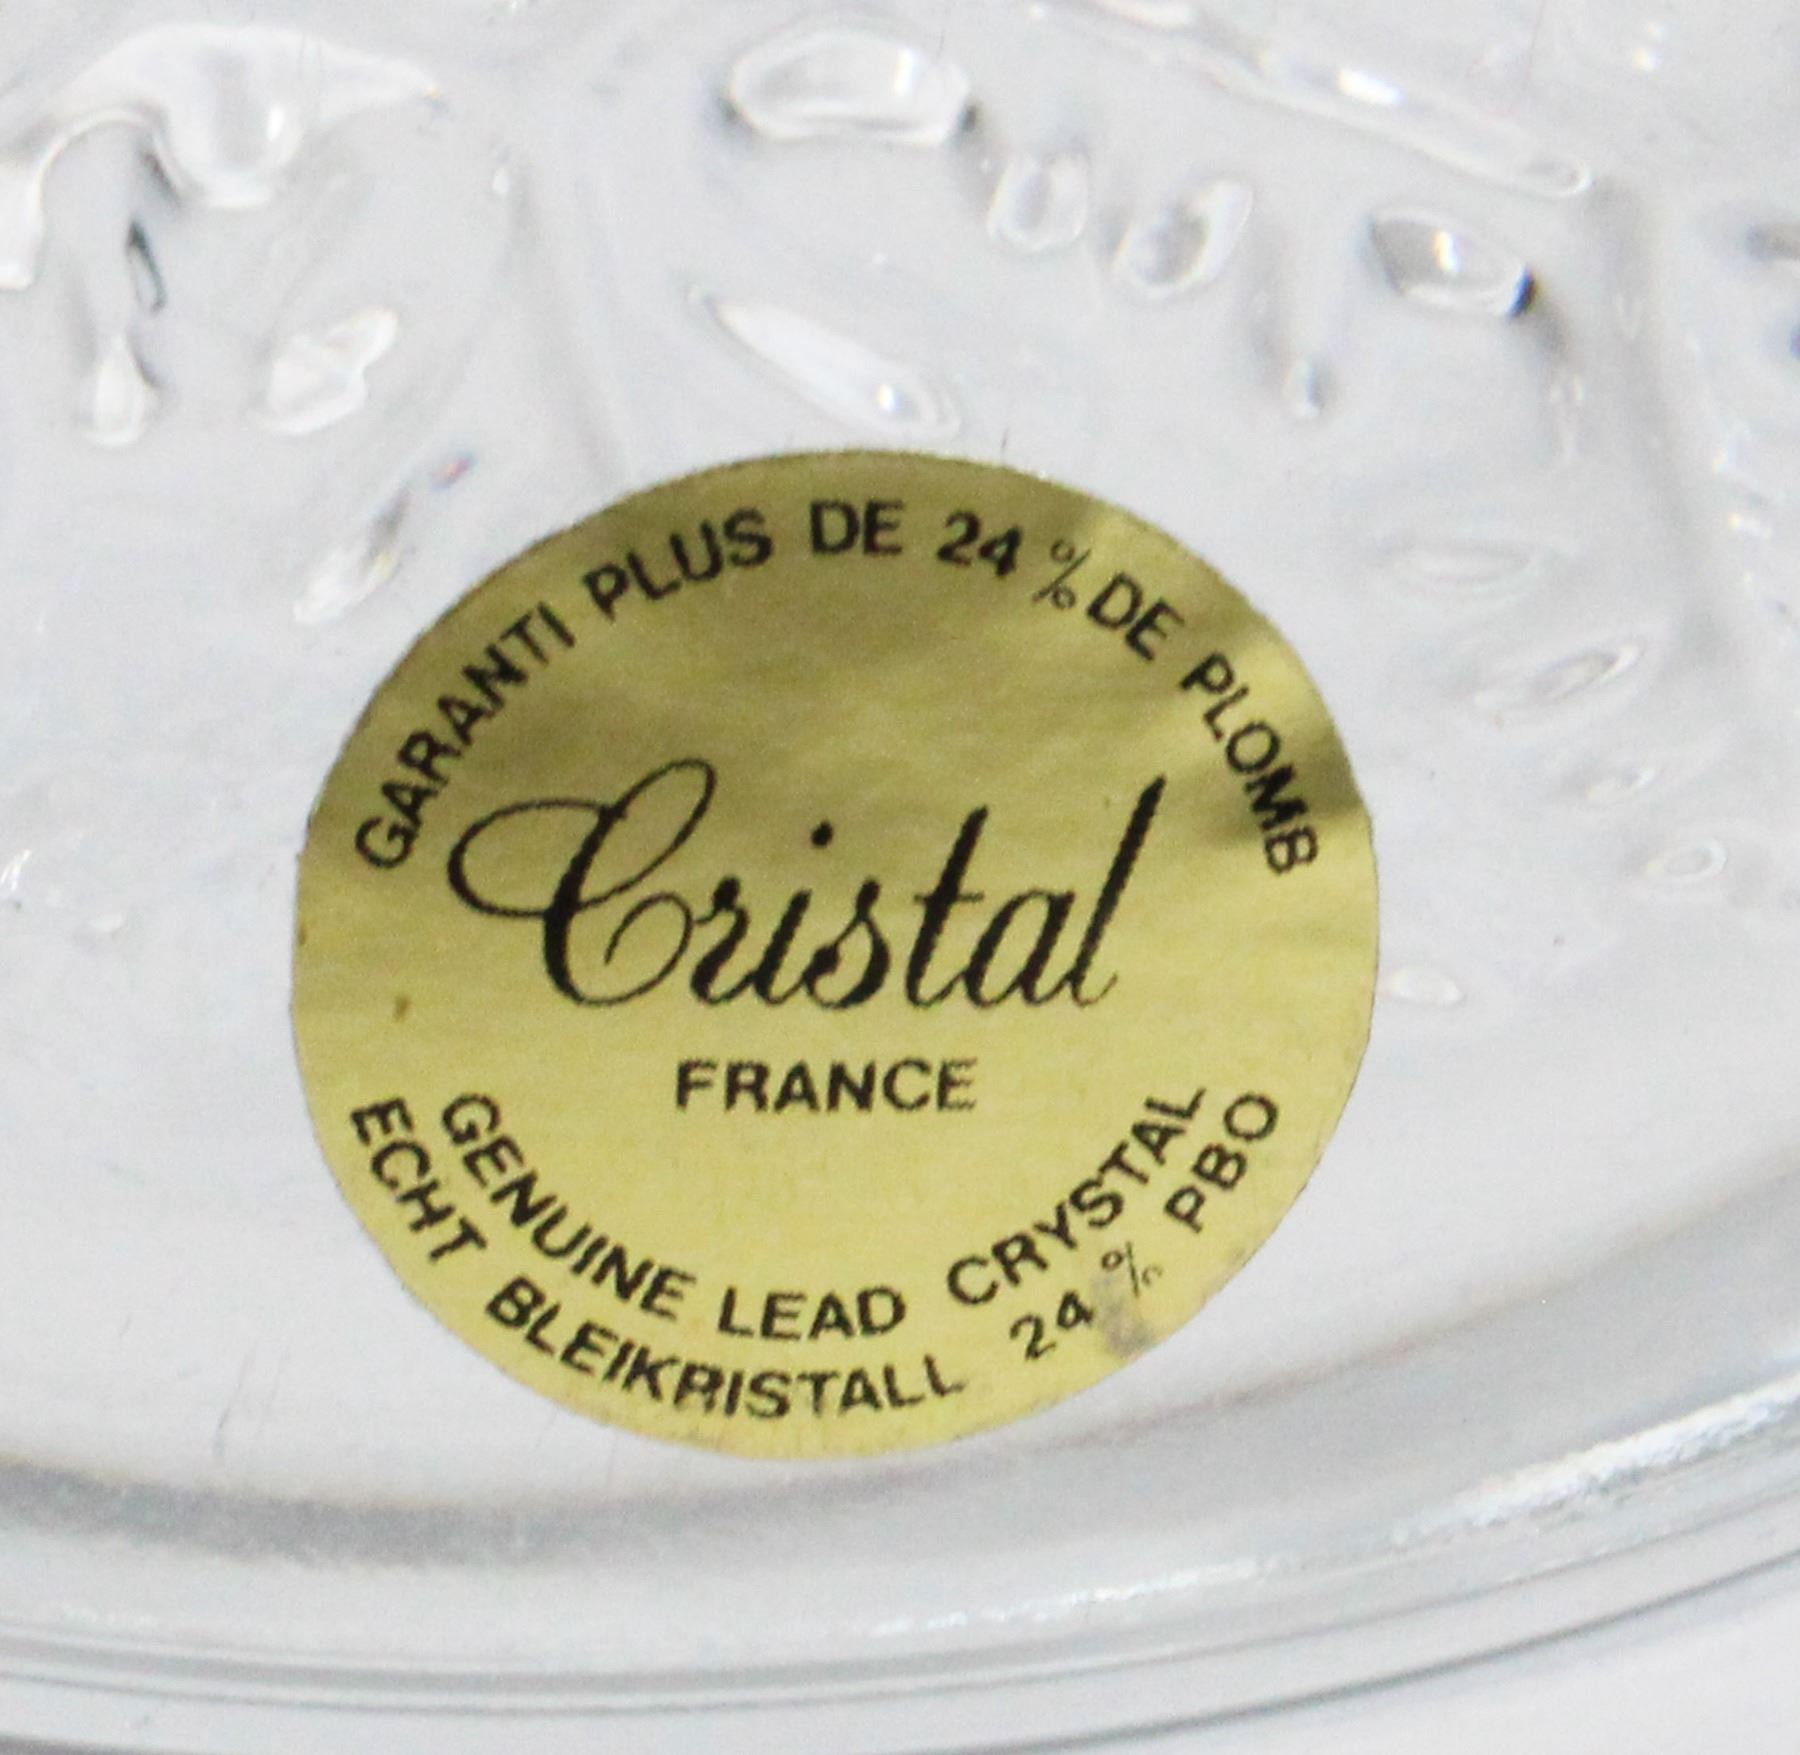 GARANTI PLUS DE 24 % DE PLOMB
Cristal
FRANCE
GENUINE LEAD CRYSTAL
ECHT BLEIKRISTALL 24 % PBO